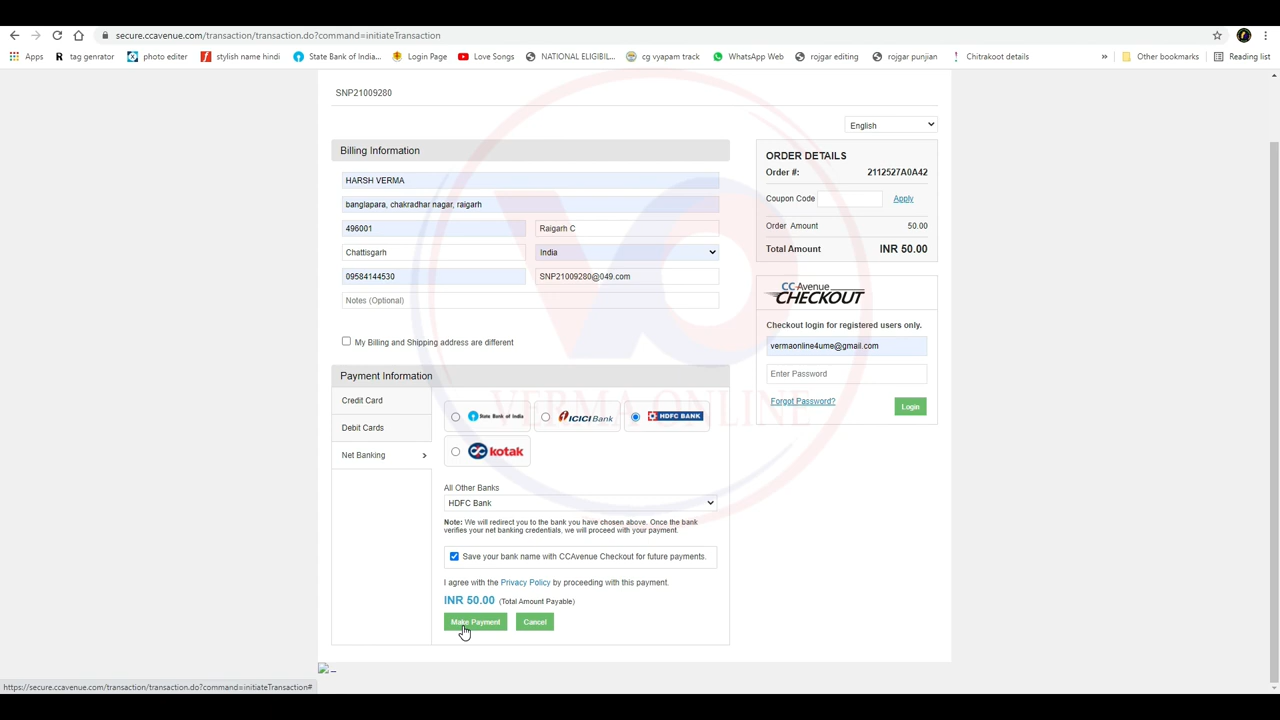 secure.ccavenue.com/transaction/transaction.do?command=initiateTransaction
Apps tag genrator photo editer stylish name hindi State Bank of India... Login Page Love Songs NATIONAL ELIGIBIL... cg vyapam track WhatsApp Web rojgar editing rojgar punjian Chitrakoot details » Other bookmarks Reading list
SNP21009280
English
Billing Information
HARSH VERMA
banglapara, chakradhar nagar, raigarh
496001 Raigarh C
Chattisgarh India
09584144530 SNP21009280@049.com
Notes (Optional)
My Billing and Shipping address are different
ORDER DETAILS
Order #: 2112527A0A42
Coupon Code Apply
Order Amount 50.00
Total Amount INR 50.00
CCAvenue
CHECKOUT
Checkout login for registered users only.
vermaonline4ume@gmail.com
Enter Password
Forgot Password? Login
Payment Information
Credit Card
Debit Cards
Net Banking
State Bank of India ICICI Bank HDFC BANK
kotak
VERMA ONLINE
All Other Banks
HDFC Bank
Note: We will redirect you to the bank you have chosen above. Once the bank
verifies your net banking credentials, we will proceed with your payment.
Save your bank name with CCAvenue Checkout for future payments.
I agree with the Privacy Policy by proceeding with this payment.
INR 50.00 (Total Amount Payable)
Make Payment Cancel
https://secure.ccavenue.com/transaction/transaction.do?command=initiateTransaction#